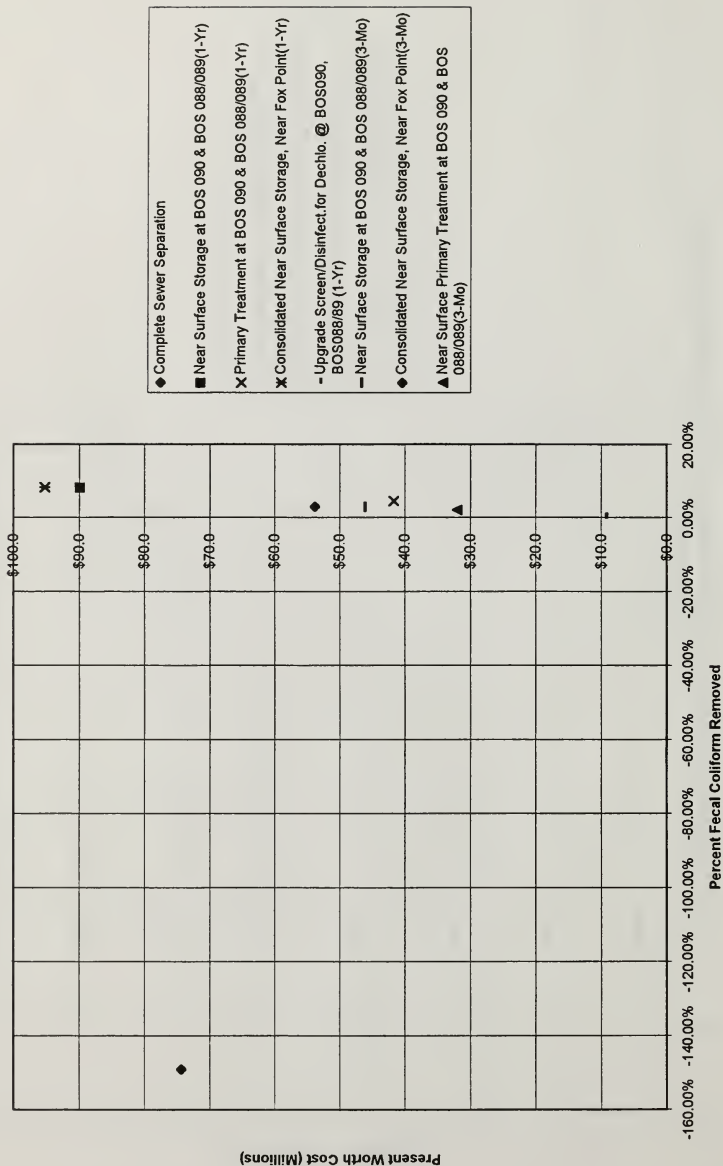 Present Worth Cost (Millions)
$100.0
$90.0
$80.0
$70.0
$60.0
$50.0
$40.0
$30.0
$20.0
$10.0
$0.0
-160.00% -140.00% -120.00% -100.00% -80.00% -60.00% -40.00% -20.00% 0.00% 20.00%
Percent Fecal Coliform Removed
Complete Sewer Separation
Near Surface Storage at BOS 090 & BOS 088/089(1-Yr)
Primary Treatment at BOS 090 & BOS 088/089(1-Yr)
Consolidated Near Surface Storage, Near Fox Point(1-Yr)
Upgrade Screen/Disinfect.for Dechlo. @ BOS090,
BOS088/89 (1-Yr)
Near Surface Storage at BOS 090 & BOS 088/089(3-Mo)
Consolidated Near Surface Storage, Near Fox Point(3-Mo)
Near Surface Primary Treatment at BOS 090 & BOS
088/089(3-Mo)